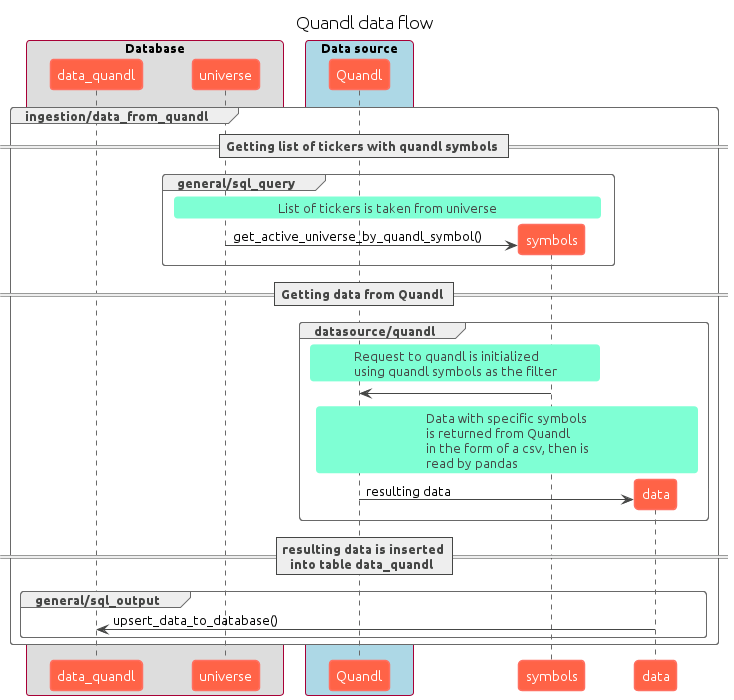 Quandl data flow
Database
Data source
data_quandl
universe
Quandl
ingestion/data_from_quandl
Getting list of tickers with quandl symbols
general/sql_query
List of tickers is taken from universe
get_active_universe_by_quandl_symbol()
symbols
Getting data from Quandl
datasource/quandl
Request to quandl is initialized
using quandl symbols as the filter
Data with specific symbols
is returned from Quandl
in the form of a csv, then is
read by pandas
resulting data
data
resulting data is inserted
into table data_quandl
general/sql_output
upsert_data_to_database()
data_quandl
universe
Quandl
symbols
data